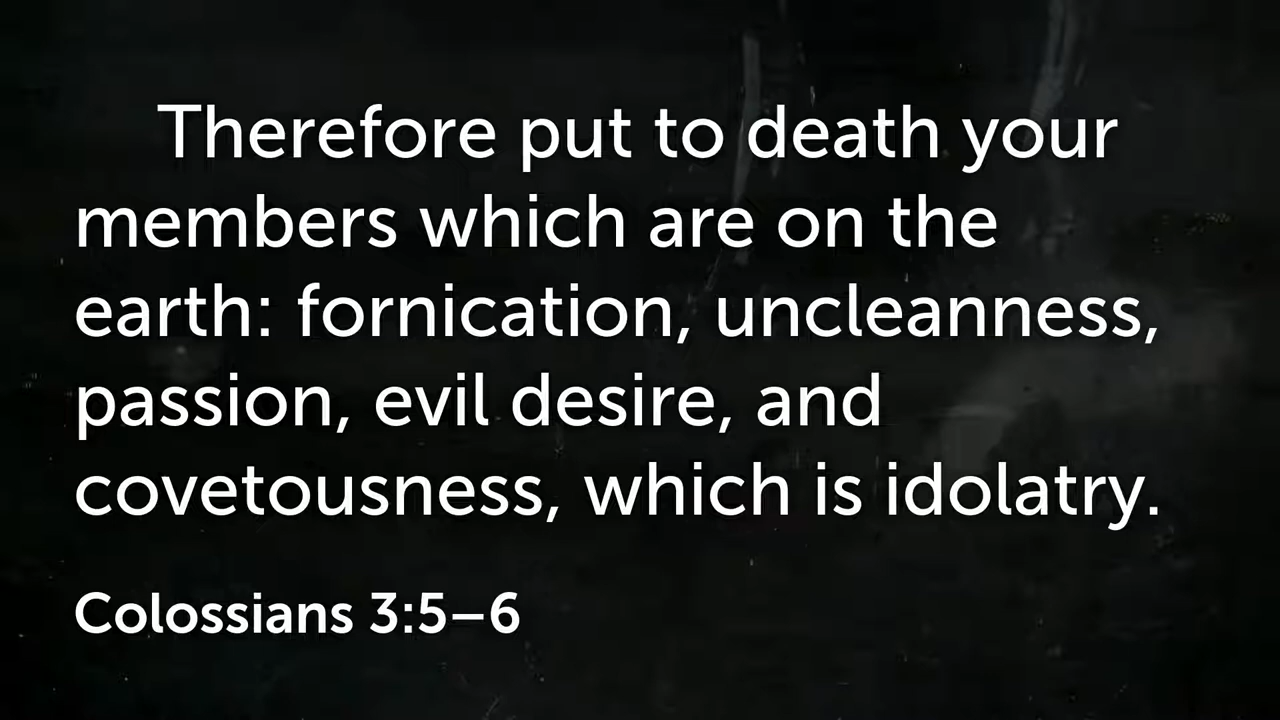 Therefore put to death your
members which are on the
earth: fornication, uncleanness,
passion, evil desire, and
covetousness, which is idolatry.
Colossians 3:5–6